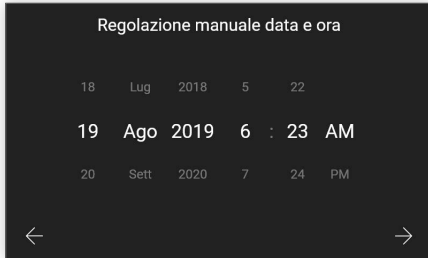 Regolazione manuale data e ora
18 Lug 2018 5 22
19 Ago 2019 6 : 23 AM
20 Sett 2020 7 24 PM